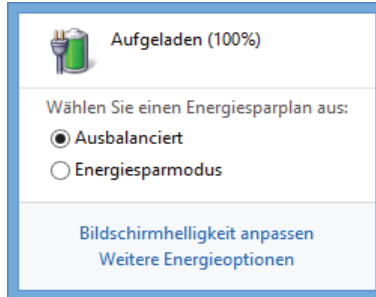 Aufgeladen (100%)
Wählen Sie einen Energiesparplan aus:
Ausbalanciert
Energiesparmodus
Bildschirmhelligkeit anpassen
Weitere Energieoptionen